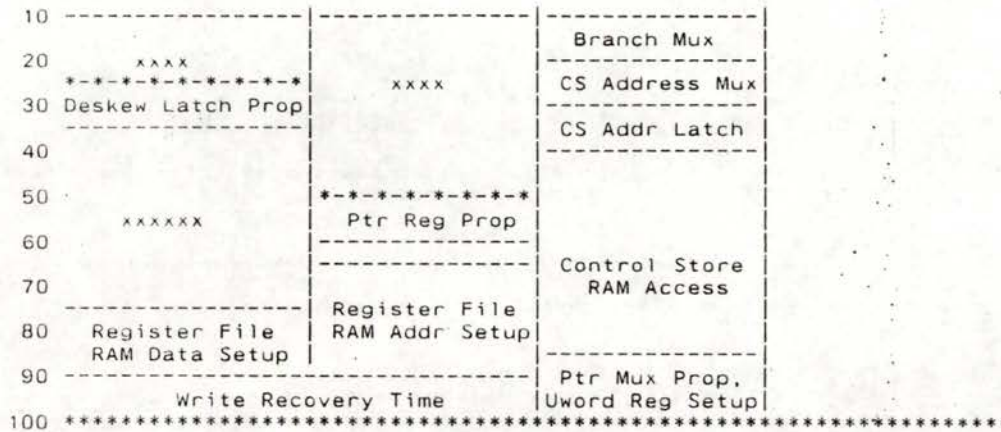 10 --------------------|------------------|------------------|
| | Branch Mux |
20 xxxx | |------------------|
*--*--*--*--*--*--*--*--* | xxxx | CS Address Mux|
30 Deskew Latch Prop | |------------------|
--------------------| | CS Addr Latch |
40 | |------------------|
50 |*--*--*--*--*--*--*--*| |
xxxxxx | Ptr Reg Prop | |
60 |------------------| |
|------------------| Control Store |
70 | | RAM Access |
--------------------| Register File | |
80 Register File | RAM Addr Setup| |
RAM Data Setup | |------------------|
90 ---------------------------------------| Ptr Mux Prop, |
Write Recovery Time |Uword Reg Setup|
100 **************************************************************